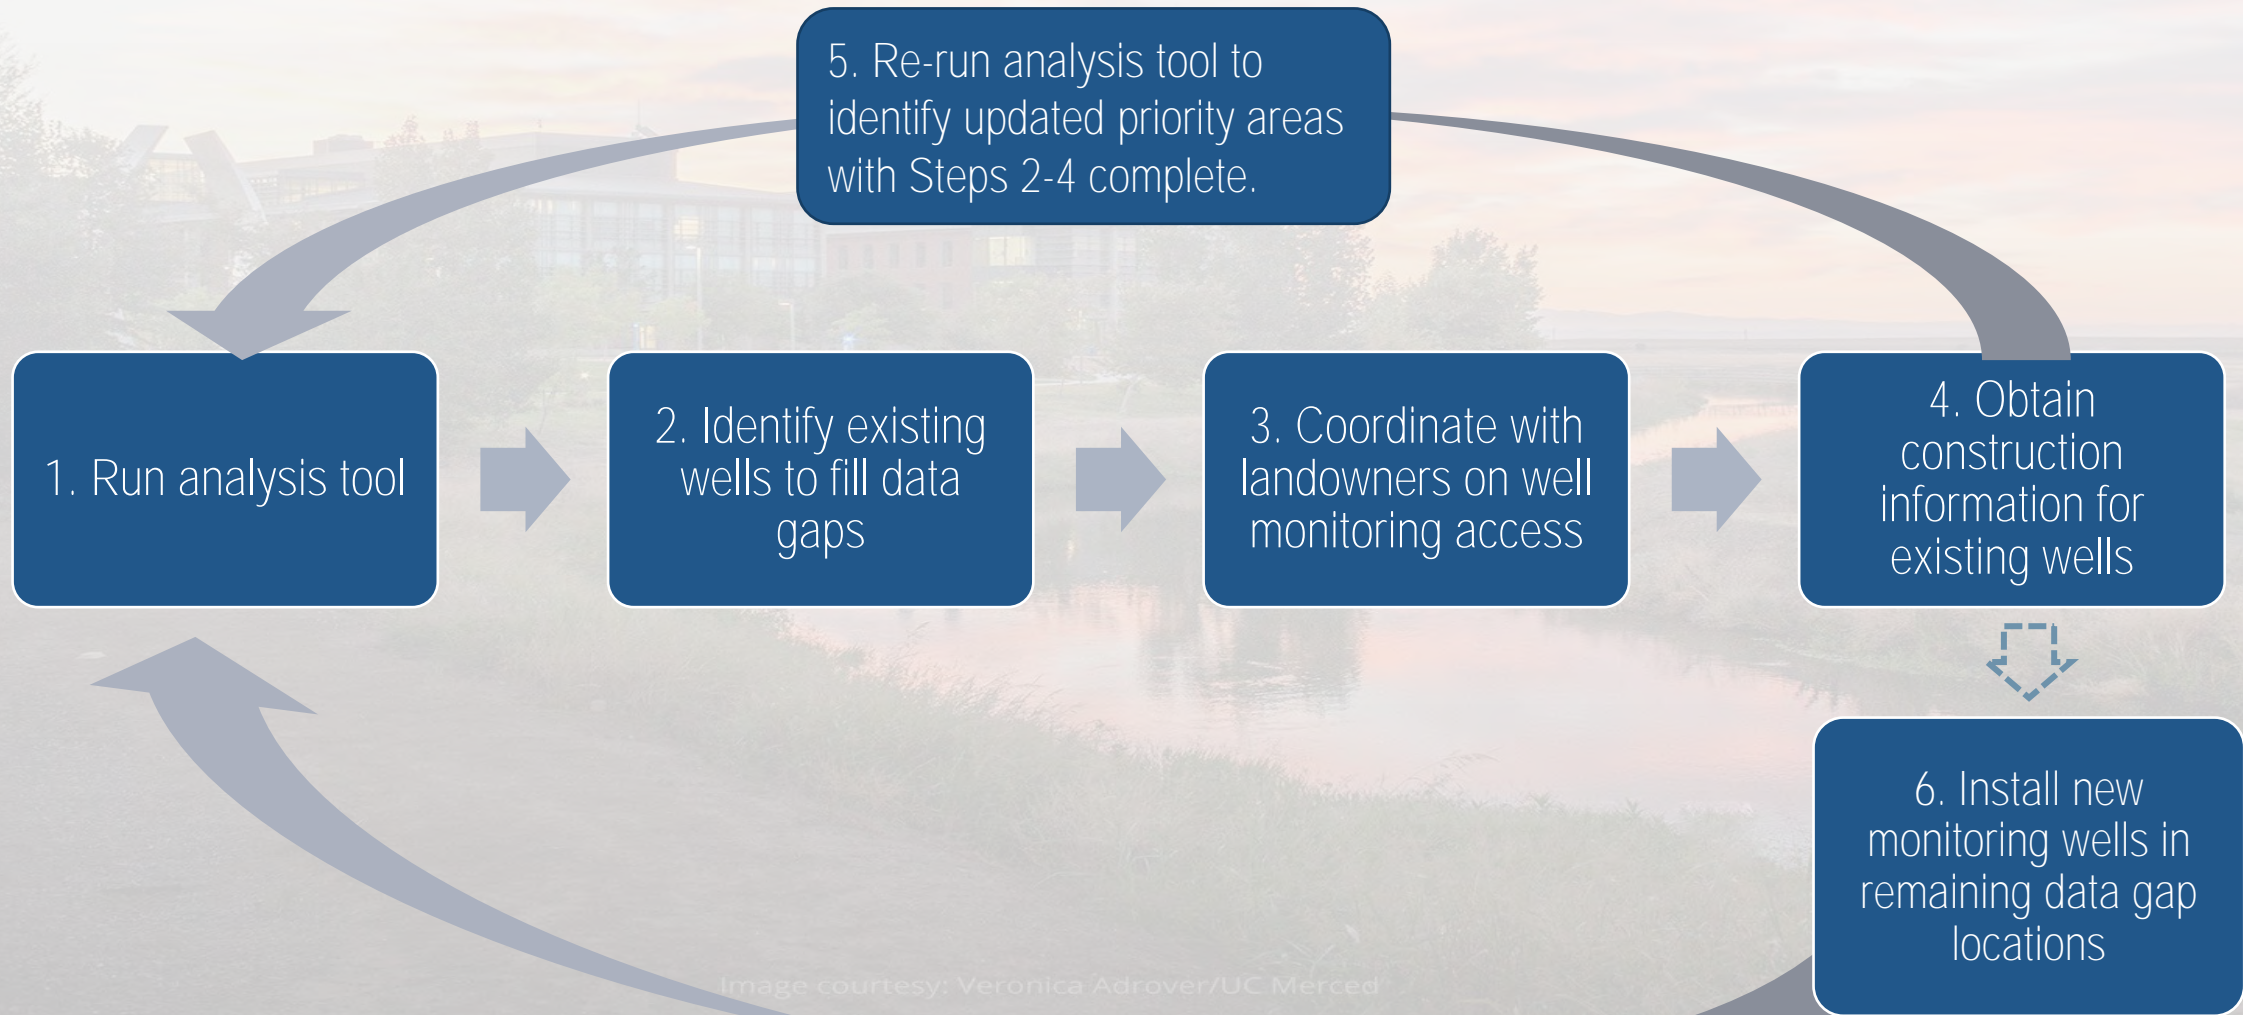 5. Re-run analysis tool to
identify updated priority areas
with Steps 2-4 complete.
1. Run analysis tool
2. Identify existing
wells to fill data
gaps
3. Coordinate with
landowners on well
monitoring access
4. Obtain
construction
information for
existing wells
6. Install new
monitoring wells in
remaining data gap
locations
Image courtesy: Veronica Adrover/UC Merced